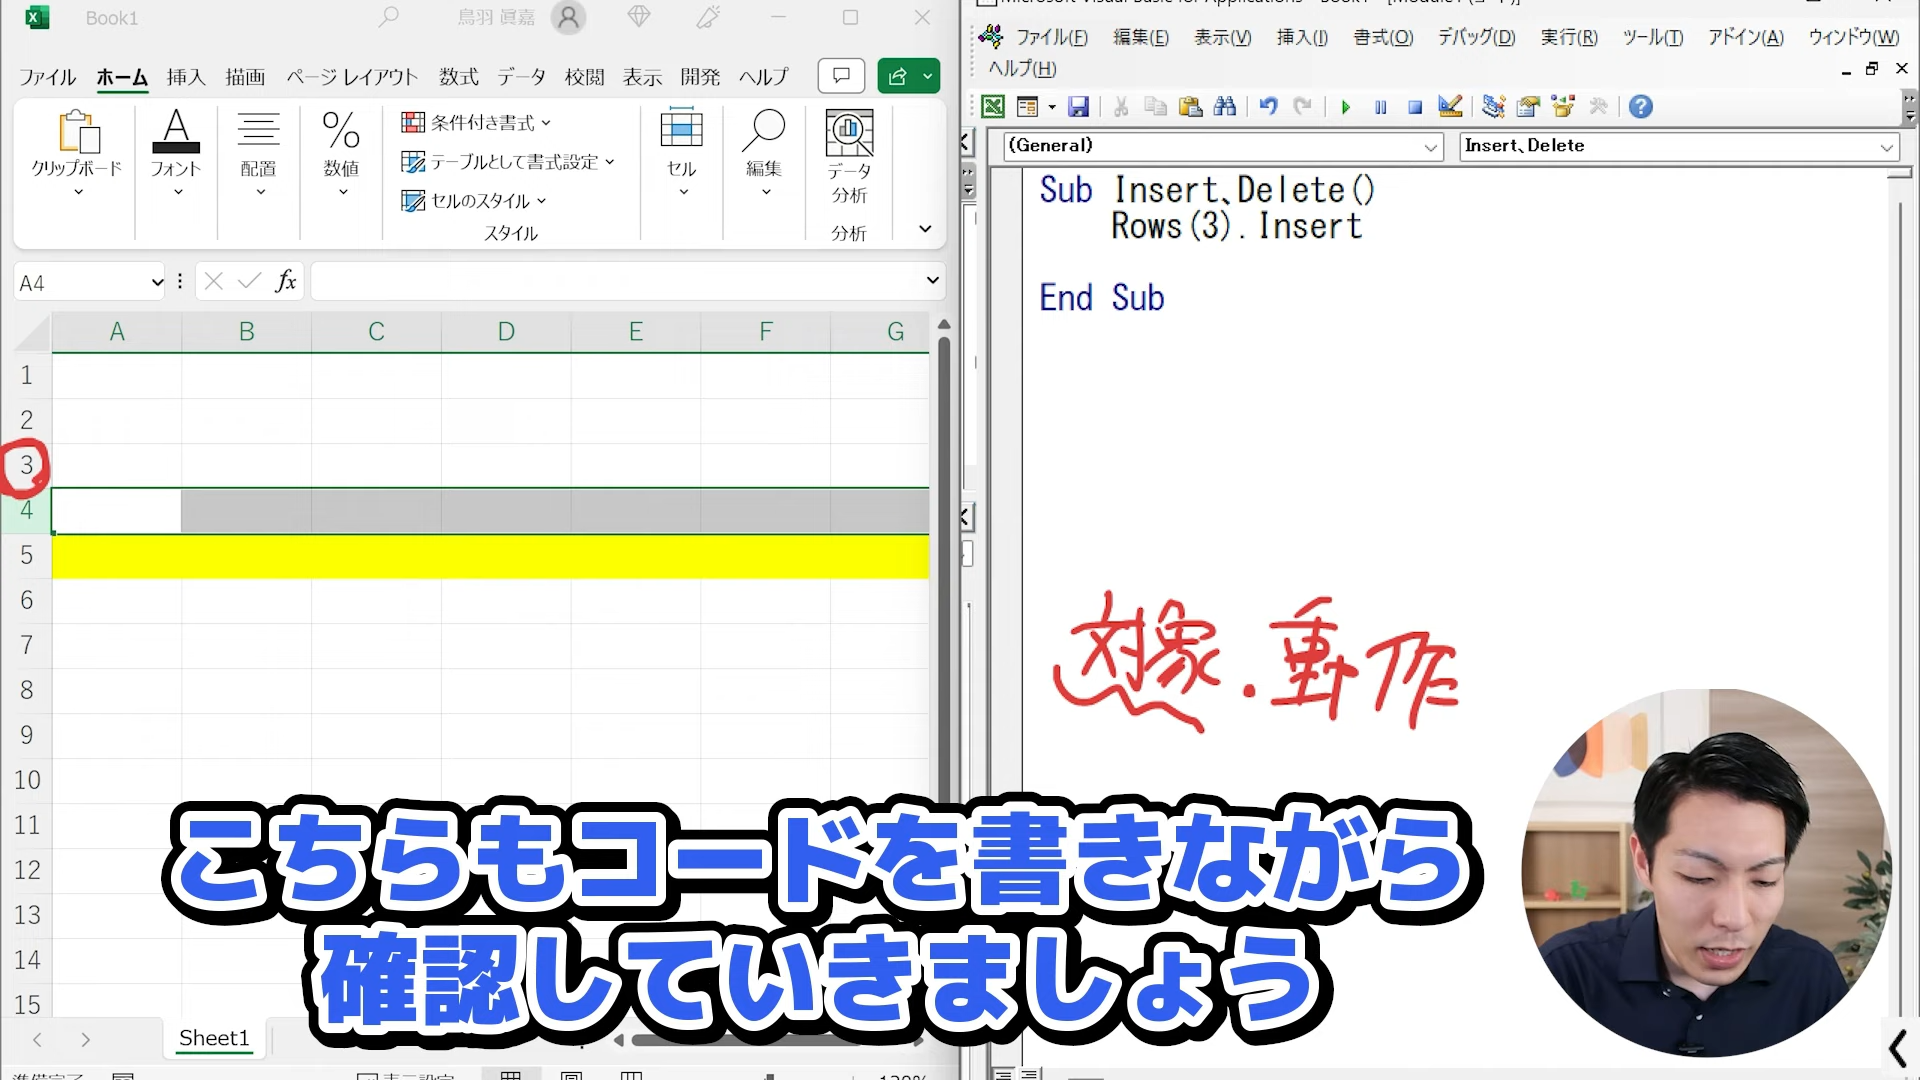 Book1
鳥羽 眞嘉
ファイル ホーム 挿入 描画 ページ レイアウト 数式 データ 校閲 表示 開発 ヘルプ
クリップボード
フォント
配置
%
数値
条件付き書式
テーブルとして書式設定
セルのスタイル
スタイル
セル
編集
データ
分析
分析
A4
fx
A B C D E F G
1
2
3
4
5
6
7
8
9
10
11
12
13
14
15
Sheet1
ファイル(F) 編集(E) 表示(V) 挿入(I) 書式(O) デバッグ(D) 実行(R) ツール(T) アドイン(A) ウィンドウ(W)
ヘルプ(H)
(General)
Insert、Delete
Sub Insert、Delete()
Rows(3).Insert
End Sub
対象.動作
こちらもコードを書きながら
確認していきましょう